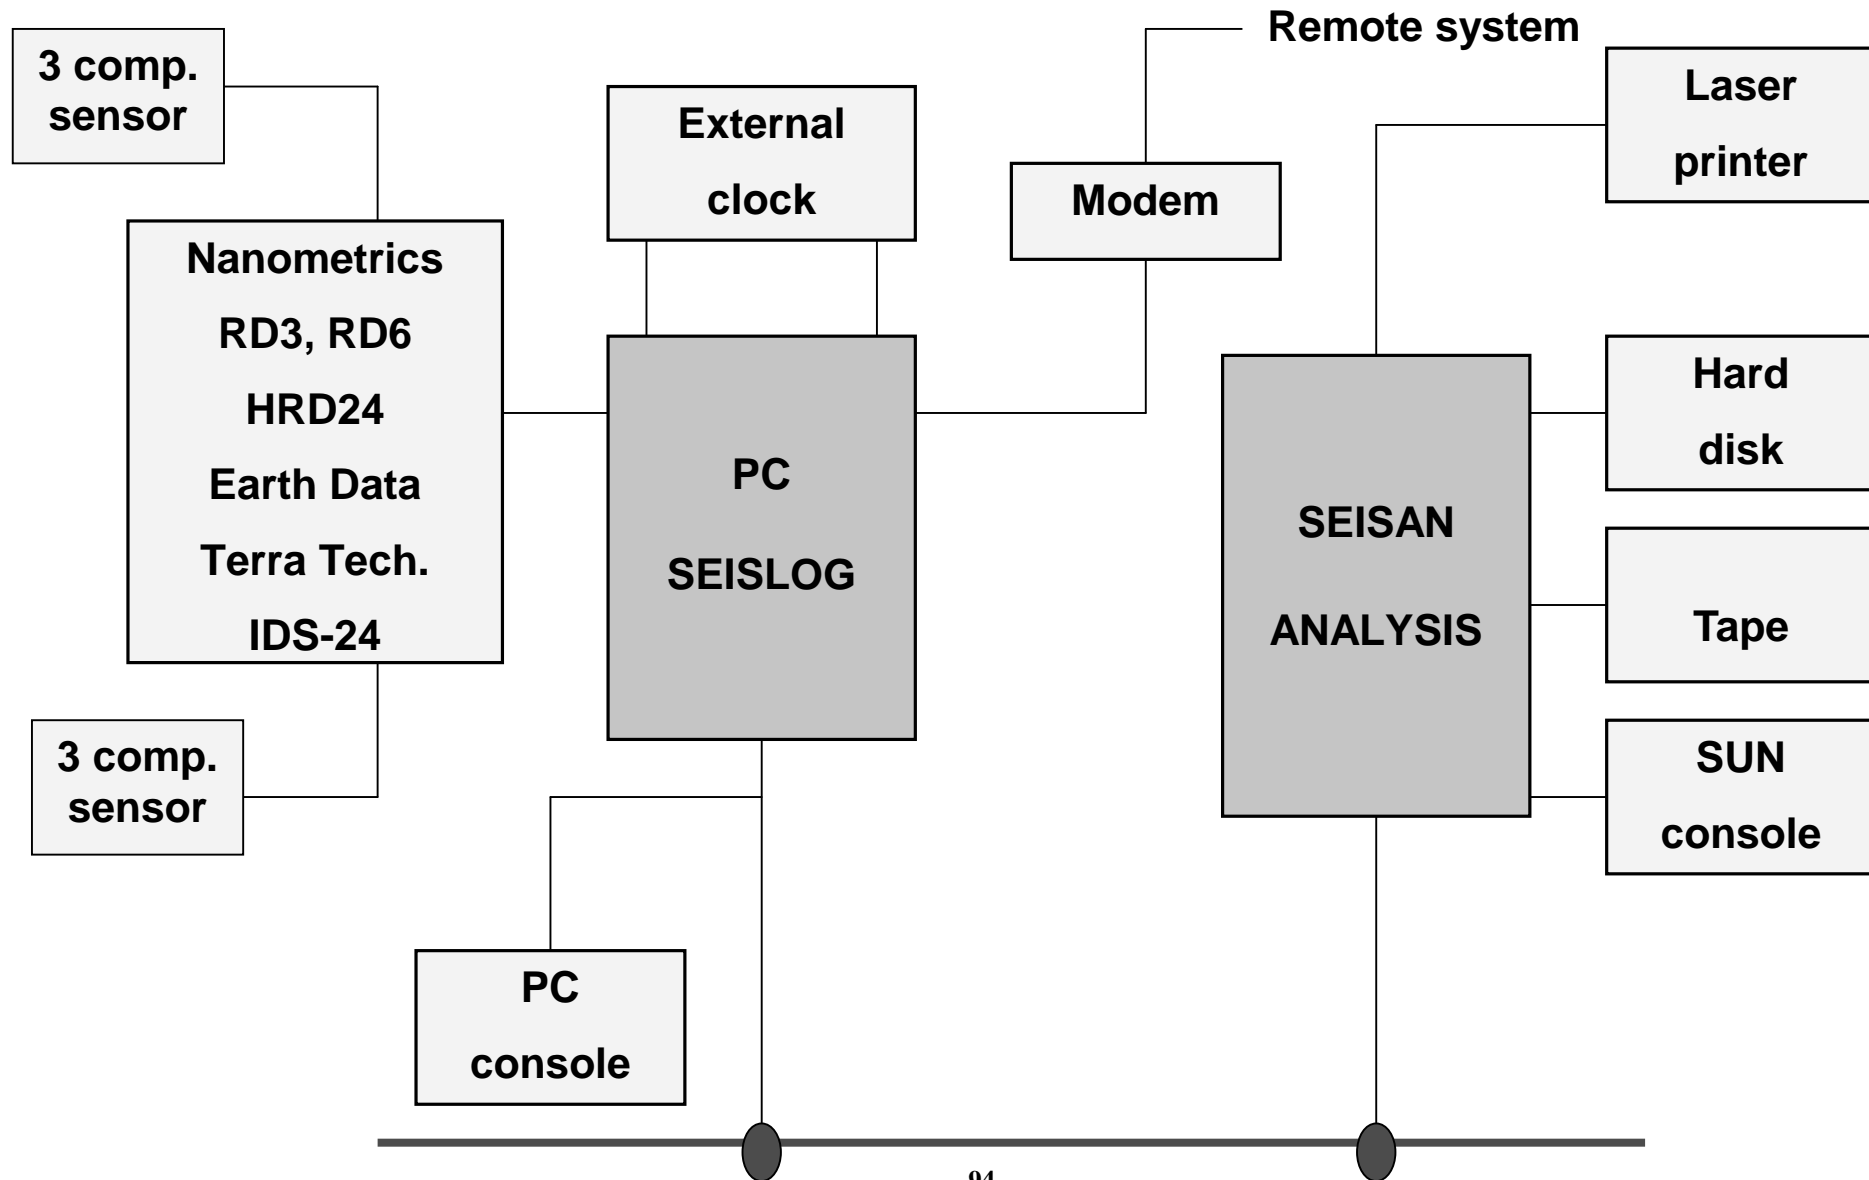 Remote system
3 comp.
sensor
External
clock
Modem
Laser
printer
Nanometrics
RD3, RD6
HRD24
Earth Data
Terra Tech.
IDS-24
PC
SEISLOG
SEISAN
ANALYSIS
Hard
disk
Tape
SUN
console
3 comp.
sensor
PC
console
94